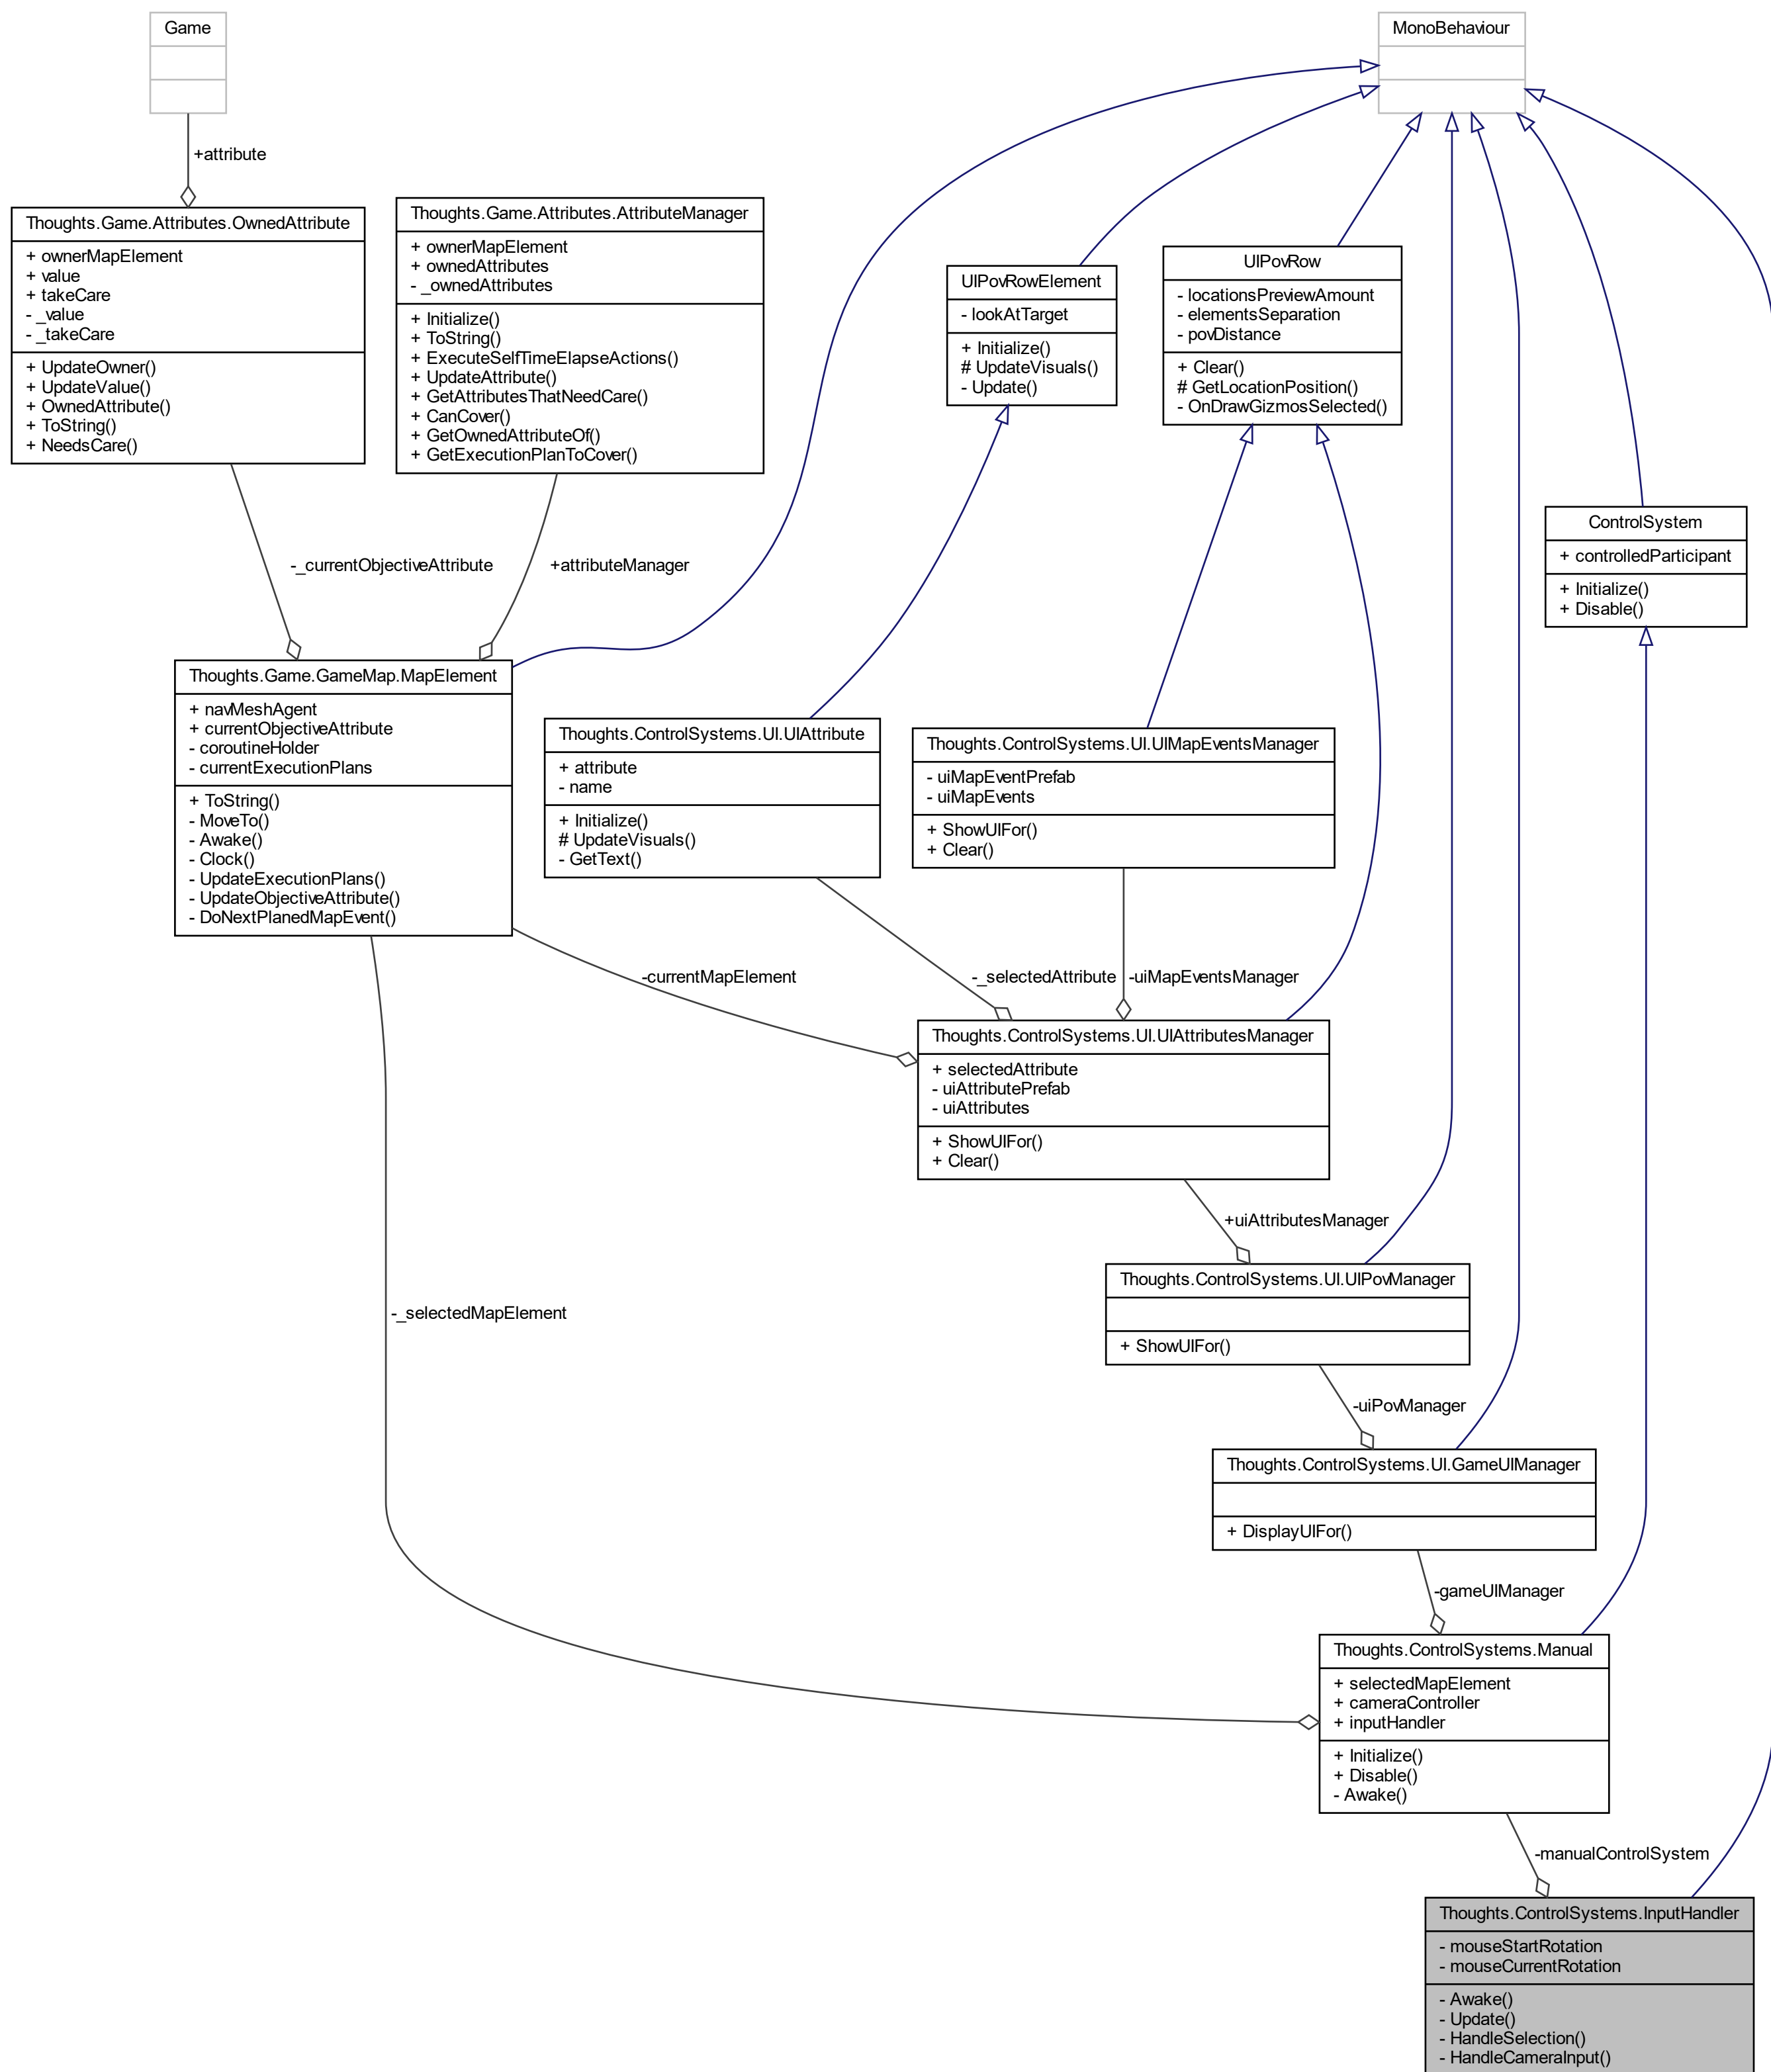 Game
MonoBehaviour
+attribute
Thoughts.Game.Attributes.OwnedAttribute
+ ownerMapElement
+ value
+ takeCare
- _value
- _takeCare
+ UpdateOwner()
+ UpdateValue()
+ OwnedAttribute()
+ ToString()
+ NeedsCare()
Thoughts.Game.Attributes.AttributeManager
+ ownerMapElement
+ ownedAttributes
- _ownedAttributes
+ Initialize()
+ ToString()
+ ExecuteSelfTimeElapseActions()
+ UpdateAttribute()
+ GetAttributesThatNeedCare()
+ CanCover()
+ GetOwnedAttributeOf()
+ GetExecutionPlanToCover()
UIPovRowElement
- lookAtTarget
+ Initialize()
# UpdateVisuals()
- Update()
UIPovRow
- locationsPreviewAmount
- elementsSeparation
- povDistance
+ Clear()
# GetLocationPosition()
- OnDrawGizmosSelected()
ControlSystem
+ controlledParticipant
+ Initialize()
+ Disable()
-_currentObjectiveAttribute
+attributeManager
Thoughts.Game.GameMap.MapElement
+ navMeshAgent
+ currentObjectiveAttribute
- coroutineHolder
- currentExecutionPlans
+ ToString()
- MoveTo()
- Awake()
- Clock()
- UpdateExecutionPlans()
- UpdateObjectiveAttribute()
- DoNextPlanedMapEvent()
Thoughts.ControlSystems.UI.UIAttribute
+ attribute
- name
+ Initialize()
# UpdateVisuals()
- GetText()
Thoughts.ControlSystems.UI.UIMapEventsManager
- uiMapEventPrefab
- uiMapEvents
+ ShowUIFor()
+ Clear()
-currentMapElement
-_selectedAttribute
-uiMapEventsManager
Thoughts.ControlSystems.UI.UIAttributesManager
+ selectedAttribute
- uiAttributePrefab
- uiAttributes
+ ShowUIFor()
+ Clear()
+uiAttributesManager
Thoughts.ControlSystems.UI.UIPovManager
+ ShowUIFor()
-_selectedMapElement
-uiPovManager
Thoughts.ControlSystems.UI.GameUIManager
+ DisplayUIFor()
-gameUIManager
Thoughts.ControlSystems.Manual
+ selectedMapElement
+ cameraController
+ inputHandler
+ Initialize()
+ Disable()
- Awake()
-manualControlSystem
Thoughts.ControlSystems.InputHandler
- mouseStartRotation
- mouseCurrentRotation
- Awake()
- Update()
- HandleSelection()
- HandleCameraInput()